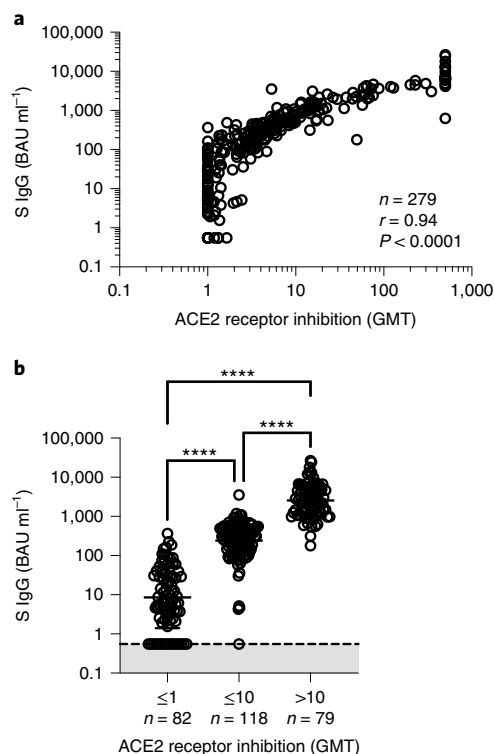 a
100,000
10,000
1,000
100
10
1
0.1
S IgG (BAU ml⁻¹)
n = 279
r = 0.94
P < 0.0001
0.1 1 10 100 1,000
ACE2 receptor inhibition (GMT)
b
****
**** ****
100,000
10,000
1,000
100
10
1
0.1
S IgG (BAU ml⁻¹)
≤1 ≤10 >10
n = 82 n = 118 n = 79
ACE2 receptor inhibition (GMT)